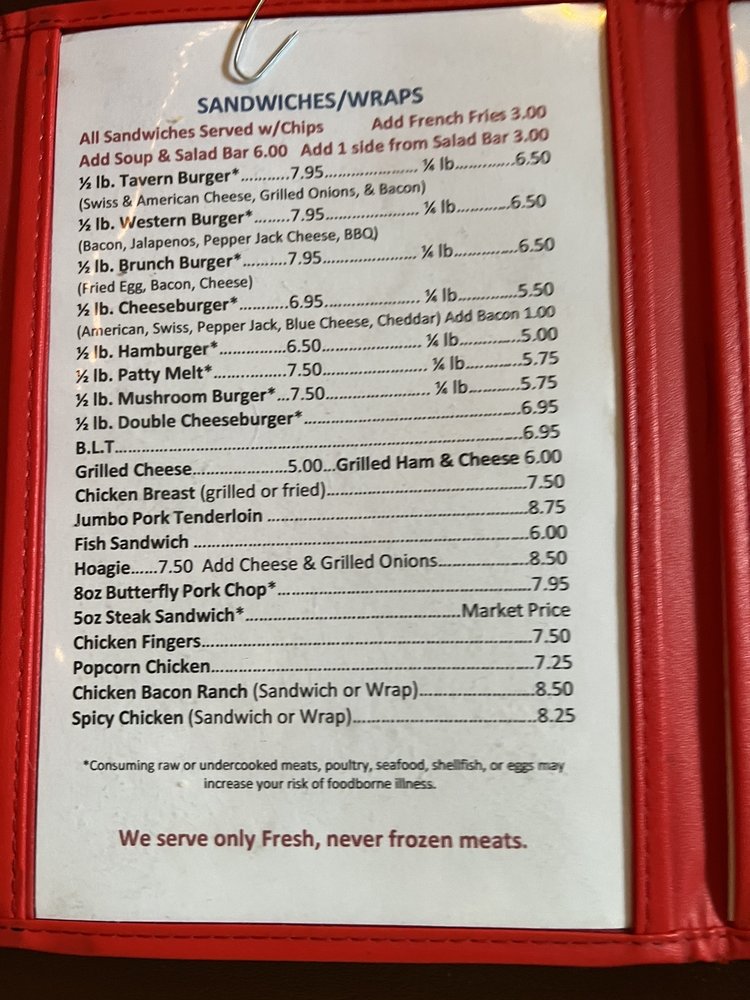 SANDWICHES/WRAPS
All Sandwiches Served w/Chips Add French Fries 3.00
Add Soup & Salad Bar 6.00 Add 1 side from Salad Bar 3.00
½ lb. Tavern Burger*...........7.95...................... ¼ lb.............6.50
(Swiss & American Cheese, Grilled Onions, & Bacon)
½ lb. Western Burger*........7.95...................... ¼ lb............6.50
(Bacon, Jalapenos, Pepper Jack Cheese, BBQ)
½ lb. Brunch Burger*..........7.95...................... ¼ lb.............6.50
(Fried Egg, Bacon, Cheese)
½ lb. Cheeseburger*...........6.95...................... ¼ lb.............5.50
(American, Swiss, Pepper Jack, Blue Cheese, Cheddar) Add Bacon 1.00
½ lb. Hamburger*...............6.50....................... ¼ lb.............5.00
½ lb. Patty Melt*................7.50........................ ¼ lb............5.75
½ lb. Mushroom Burger*...7.50........................ ¼ lb...........5.75
½ lb. Double Cheeseburger*..................................................6.95
B.L.T.............................................................................................6.95
Grilled Cheese.....................5.00...Grilled Ham & Cheese 6.00
Chicken Breast (grilled or fried).............................................7.50
Jumbo Pork Tenderloin ..........................................................8.75
Fish Sandwich ...........................................................................6.00
Hoagie......7.50 Add Cheese & Grilled Onions.....................8.50
8oz Butterfly Pork Chop*.........................................................7.95
5oz Steak Sandwich*................................................Market Price
Chicken Fingers..........................................................................7.50
Popcorn Chicken........................................................................7.25
Chicken Bacon Ranch (Sandwich or Wrap)..........................8.50
Spicy Chicken (Sandwich or Wrap)........................................8.25
*Consuming raw or undercooked meats, poultry, seafood, shellfish, or eggs may
increase your risk of foodborne illness.
We serve only Fresh, never frozen meats.